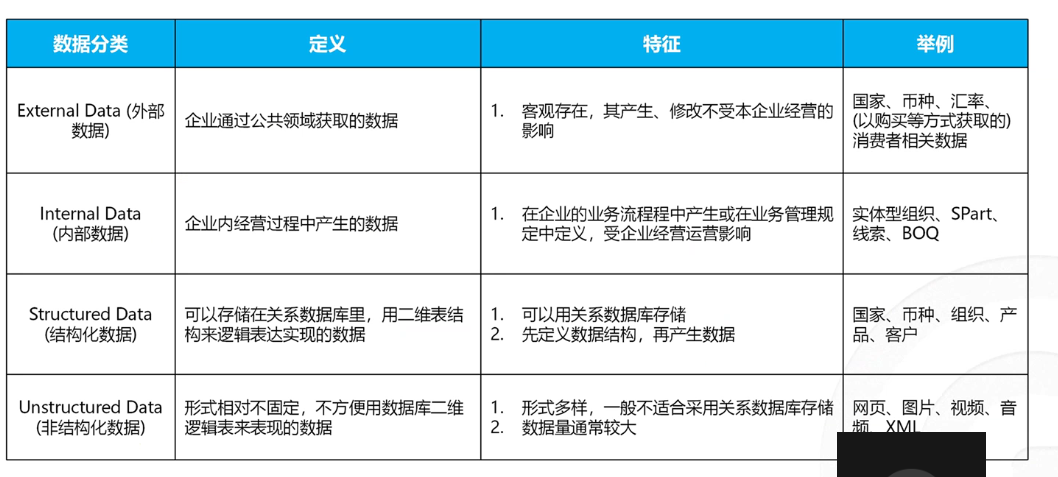 数据分类
定义
特征
举例
External Data (外部
数据)
企业通过公共领域获取的数据
1. 客观存在，其产生、修改不受本企业经营的
影响
国家、币种、汇率、
(以购买等方式获取的)
消费者相关数据
Internal Data
(内部数据)
企业内经营过程中产生的数据
1. 在企业的业务流程程中产生或在业务管理规
定中定义，受企业经营运营影响
实体型组织、SPart、
线索、BOQ
Structured Data
(结构化数据)
可以存储在关系数据库里，用二维表结
构来逻辑表达实现的数据
1. 可以用关系数据库存储
2. 先定义数据结构，再产生数据
国家、币种、组织、产
品、客户
Unstructured Data
(非结构化数据)
形式相对不固定，不方便用数据库二维
逻辑表来表现的数据
1. 形式多样，一般不适合采用关系数据库存储
2. 数据量通常较大
网页、图片、视频、音
频、XML